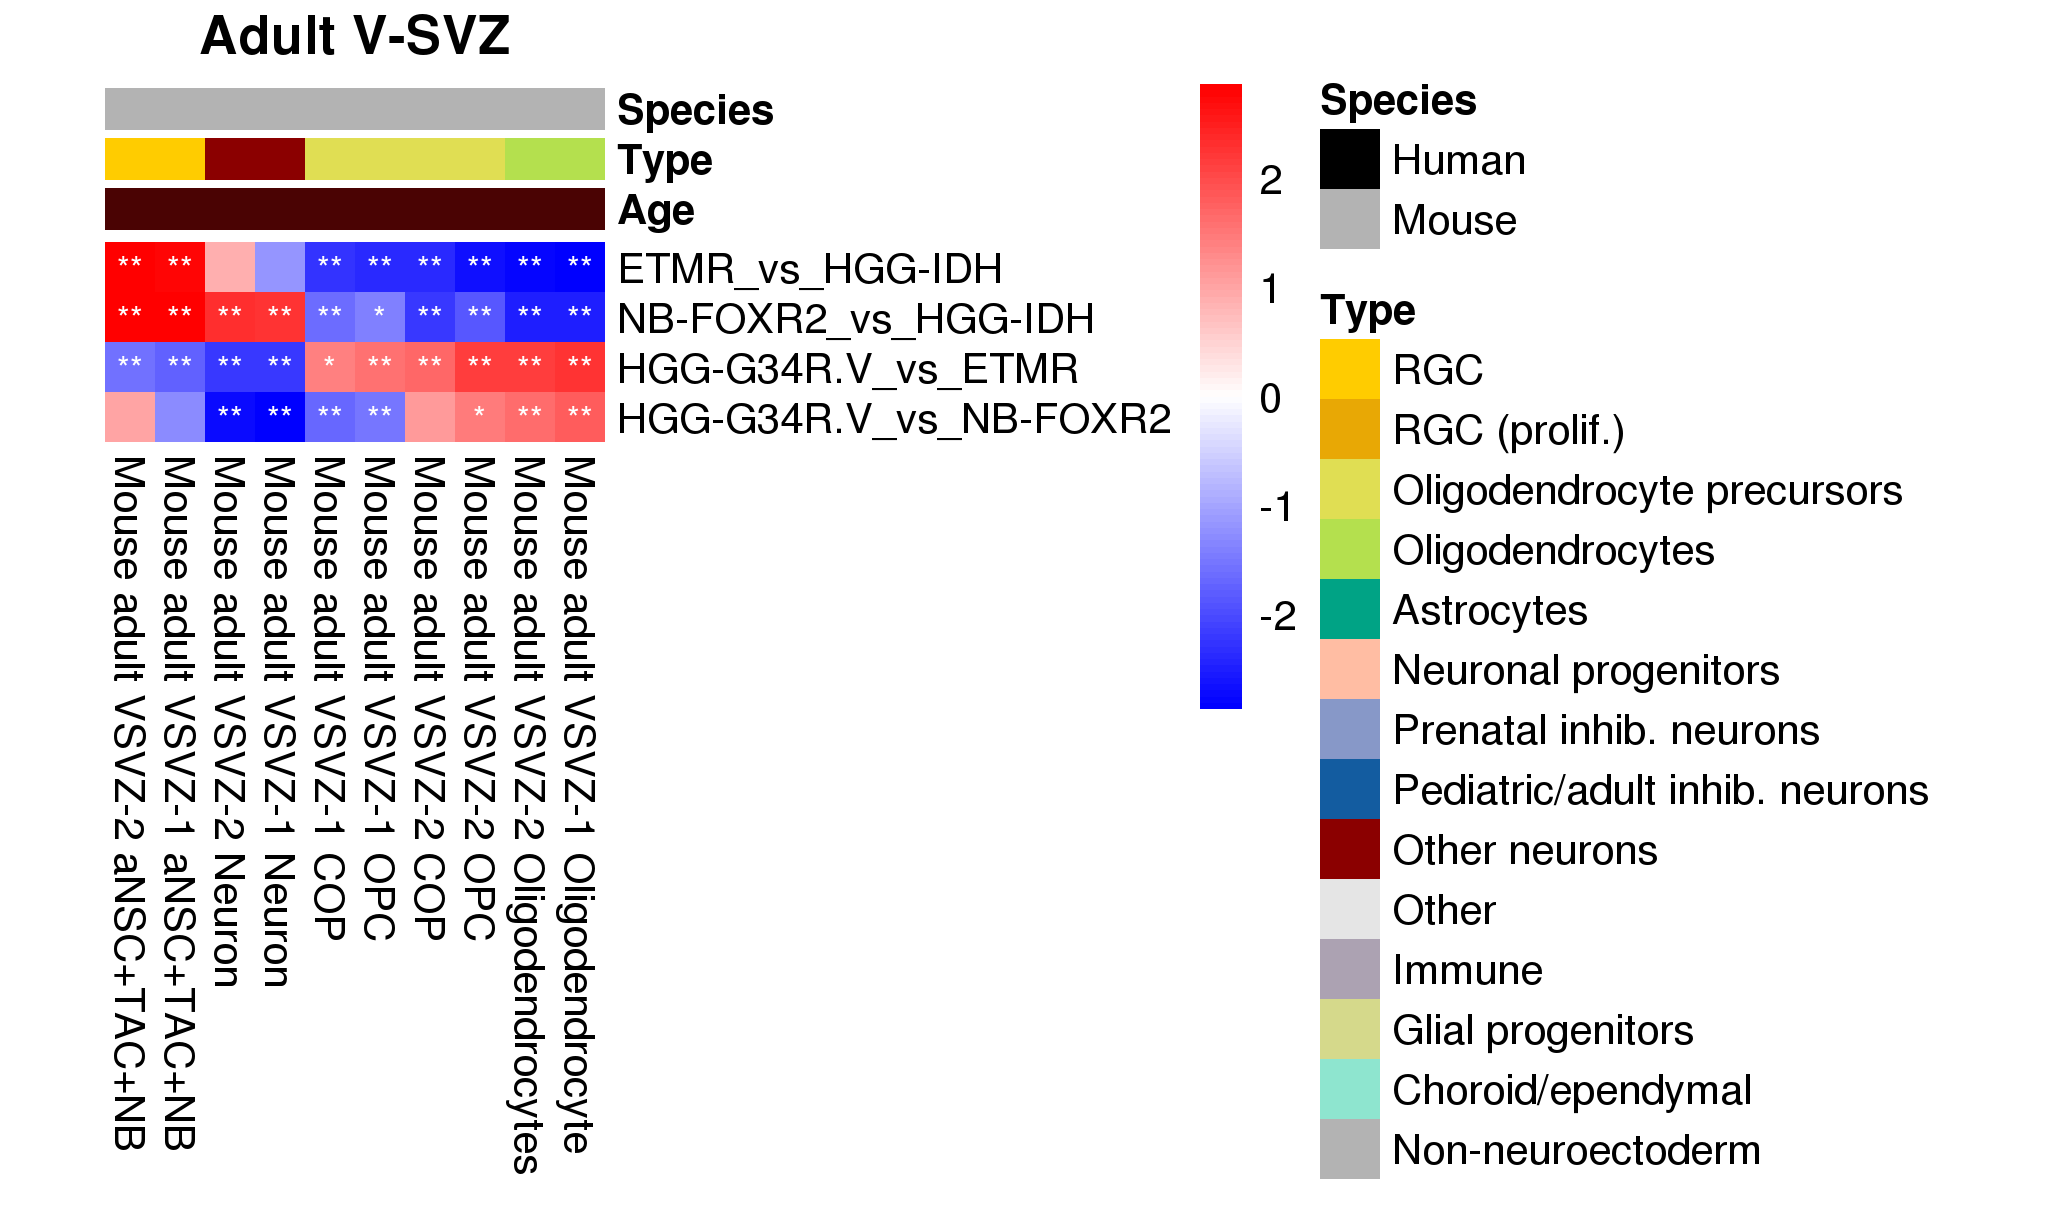 Adult V-SVZ
Species
Type
Age
** ** ** ** ** ** ** ** ETMR_vs_HGG-IDH
** ** ** ** ** * ** ** ** ** NB-FOXR2_vs_HGG-IDH
** ** ** ** * ** ** ** ** ** HGG-G34R.V_vs_ETMR
** ** ** ** * ** ** HGG-G34R.V_vs_NB-FOXR2
Mouse adult VSVZ-2 aNSC+TAC+NB
Mouse adult VSVZ-1 aNSC+TAC+NB
Mouse adult VSVZ-2 Neuron
Mouse adult VSVZ-1 Neuron
Mouse adult VSVZ-1 COP
Mouse adult VSVZ-1 OPC
Mouse adult VSVZ-2 COP
Mouse adult VSVZ-2 OPC
Mouse adult VSVZ-2 Oligodendrocytes
Mouse adult VSVZ-1 Oligodendrocyte
2
1
0
-1
-2
Species
Human
Mouse
Type
RGC
RGC (prolif.)
Oligodendrocyte precursors
Oligodendrocytes
Astrocytes
Neuronal progenitors
Prenatal inhib. neurons
Pediatric/adult inhib. neurons
Other neurons
Other
Immune
Glial progenitors
Choroid/ependymal
Non-neuroectoderm